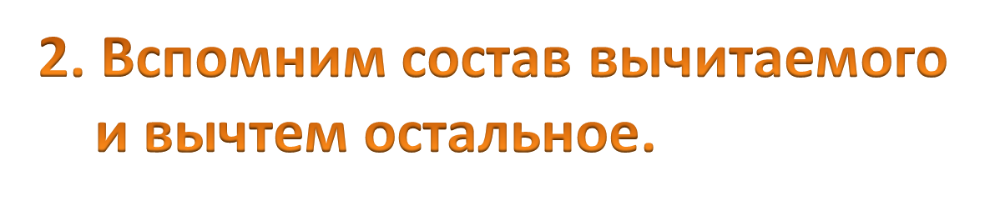 2. Вспомним состав вычитаемого
и вычтем остальное.